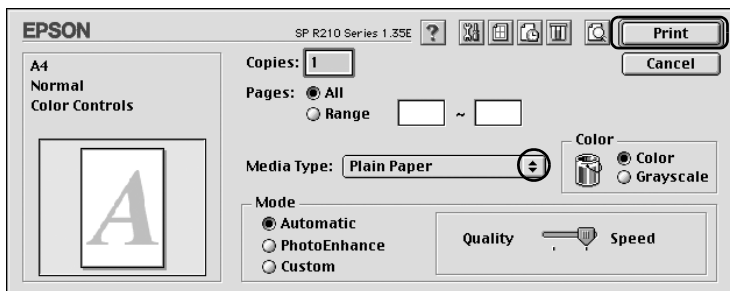 EPSON SP R210 Series 1.35E ? Print
Cancel
A4
Normal
Color Controls
A
Copies: 1
Pages: All
Range ~
Media Type: Plain Paper
Color
Color
Grayscale
Mode
Automatic
PhotoEnhance
Custom
Quality Speed